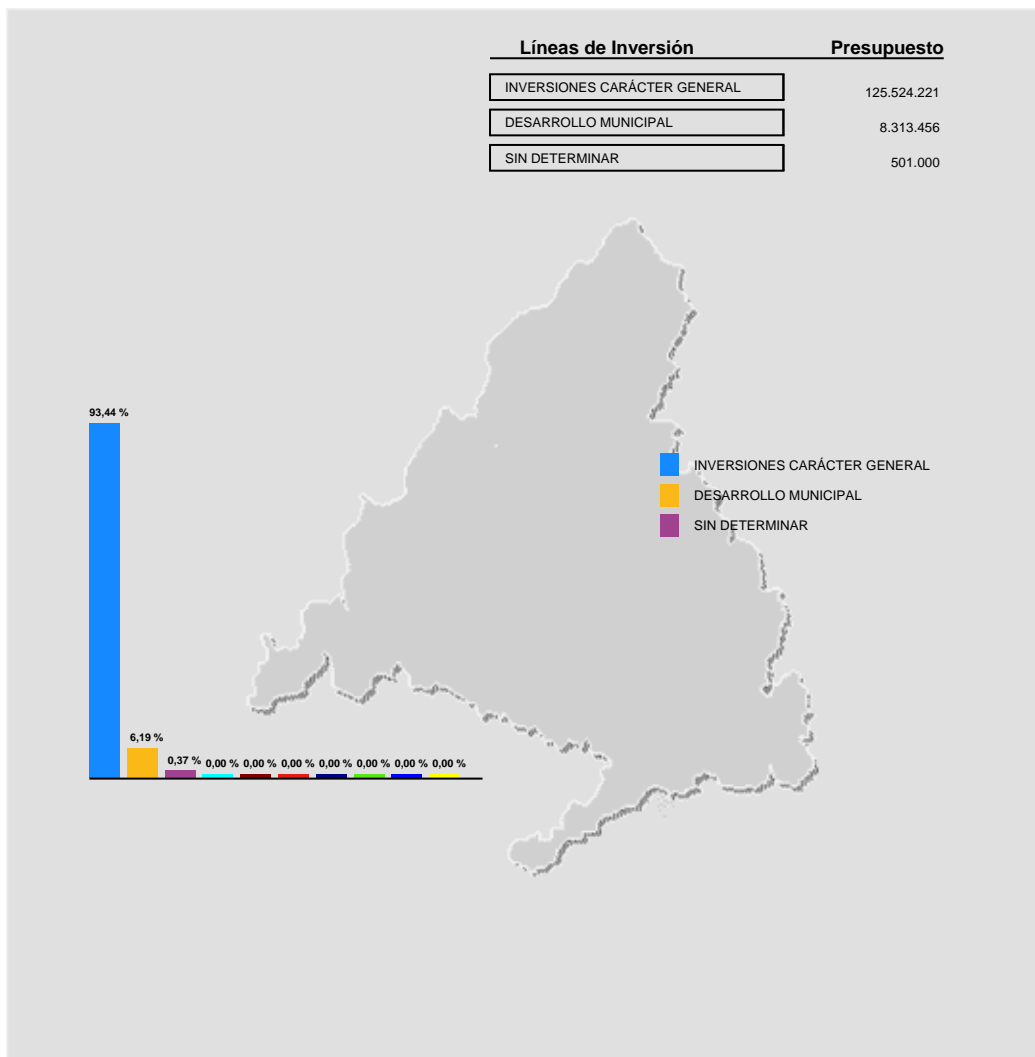 Líneas de Inversión Presupuesto
INVERSIONES CARÁCTER GENERAL 125.524.221
DESARROLLO MUNICIPAL 8.313.456
SIN DETERMINAR 501.000
93,44 %
INVERSIONES CARÁCTER GENERAL
DESARROLLO MUNICIPAL
SIN DETERMINAR
6,19 %
0,37 % 0,00 % 0,00 % 0,00 % 0,00 % 0,00 % 0,00 % 0,00 %